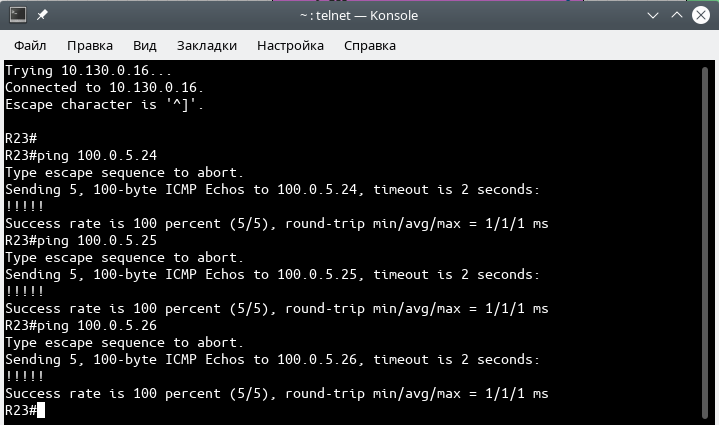 ~ : telnet — Konsole
Файл Правка Вид Закладки Настройка Справка
Trying 10.130.0.16...
Connected to 10.130.0.16.
Escape character is '^]'.
R23#
R23#ping 100.0.5.24
Type escape sequence to abort.
Sending 5, 100-byte ICMP Echos to 100.0.5.24, timeout is 2 seconds:
!!!!!
Success rate is 100 percent (5/5), round-trip min/avg/max = 1/1/1 ms
R23#ping 100.0.5.25
Type escape sequence to abort.
Sending 5, 100-byte ICMP Echos to 100.0.5.25, timeout is 2 seconds:
!!!!!
Success rate is 100 percent (5/5), round-trip min/avg/max = 1/1/1 ms
R23#ping 100.0.5.26
Type escape sequence to abort.
Sending 5, 100-byte ICMP Echos to 100.0.5.26, timeout is 2 seconds:
!!!!!
Success rate is 100 percent (5/5), round-trip min/avg/max = 1/1/1 ms
R23#